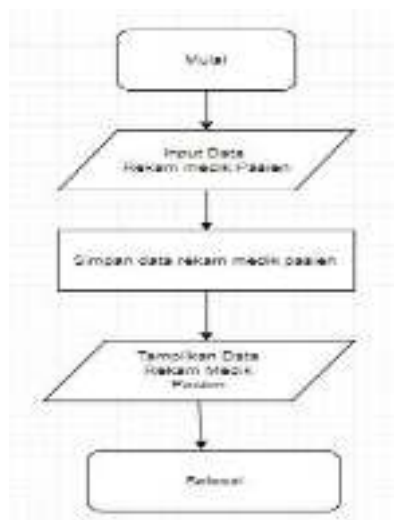 Mulai
Input Data
Rekam medik Pasien
Simpan data rekam medik pasien
Tampilkan Data
Rekam Medik
Pasien
Selesai